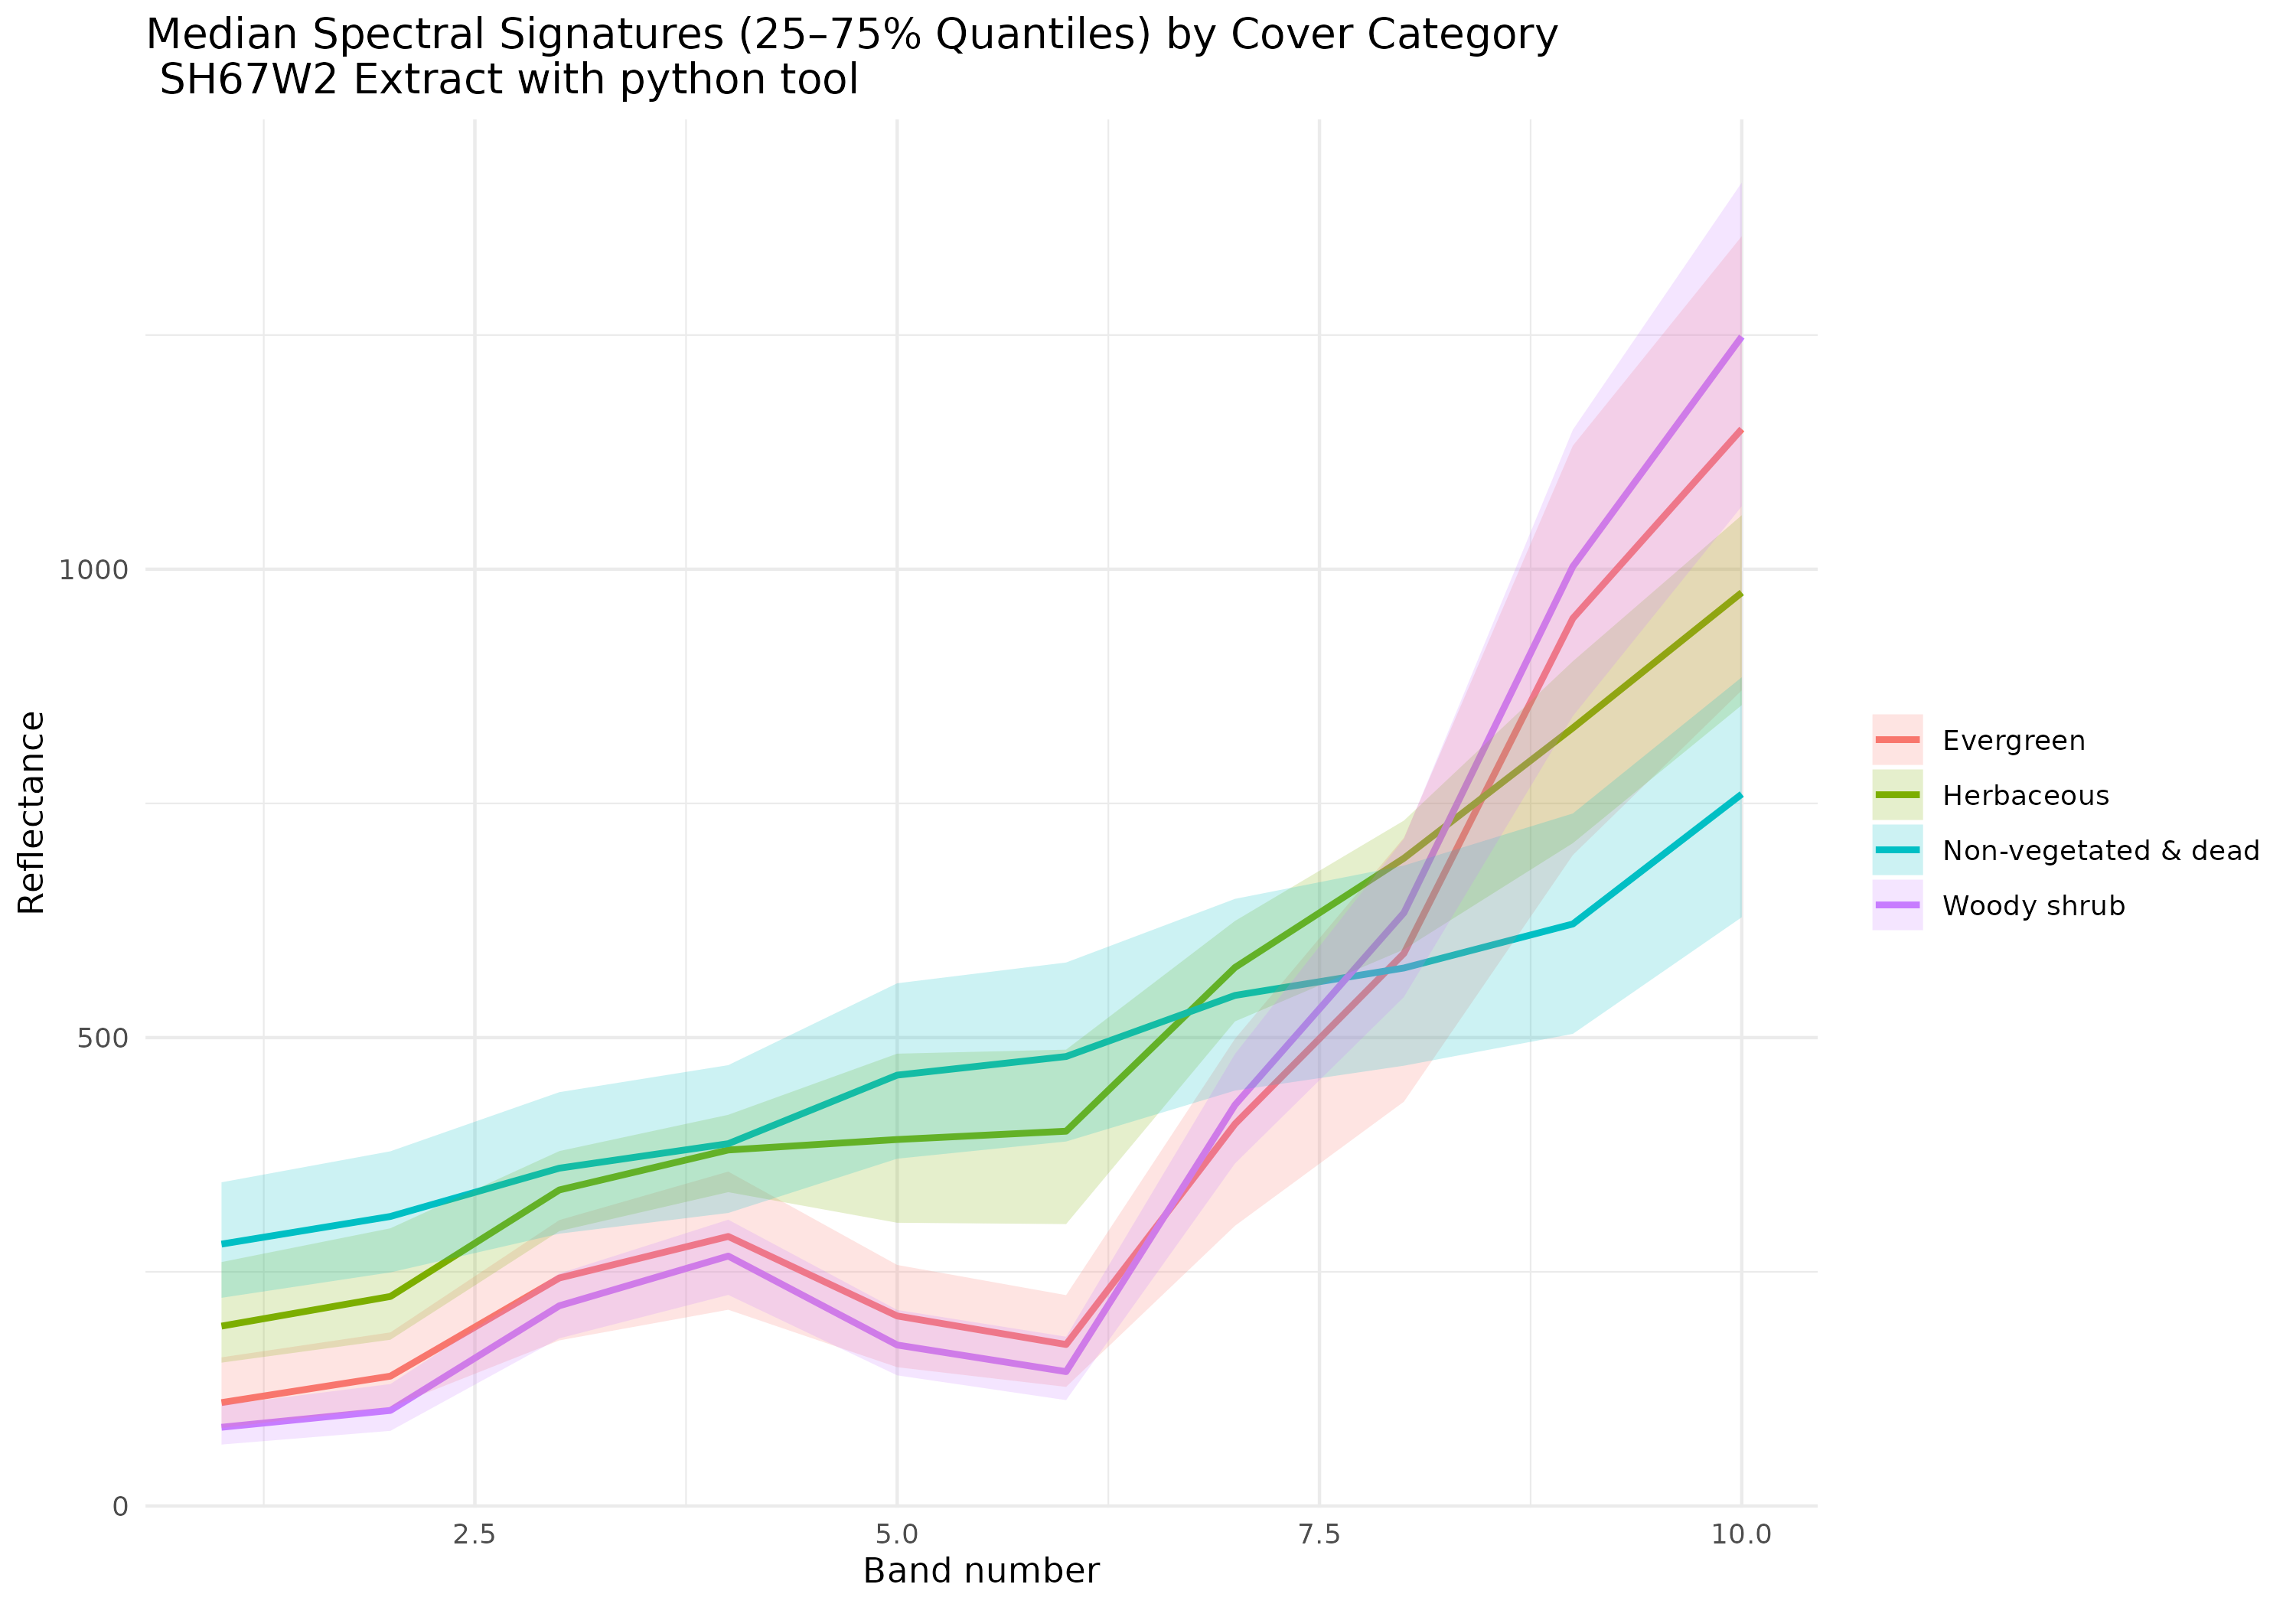 Median Spectral Signatures (25–75% Quantiles) by Cover Category
SH67W2 Extract with python tool
Reflectance
1000
500
0
2.5 5.0 7.5 10.0
Band number
Evergreen
Herbaceous
Non-vegetated & dead
Woody shrub